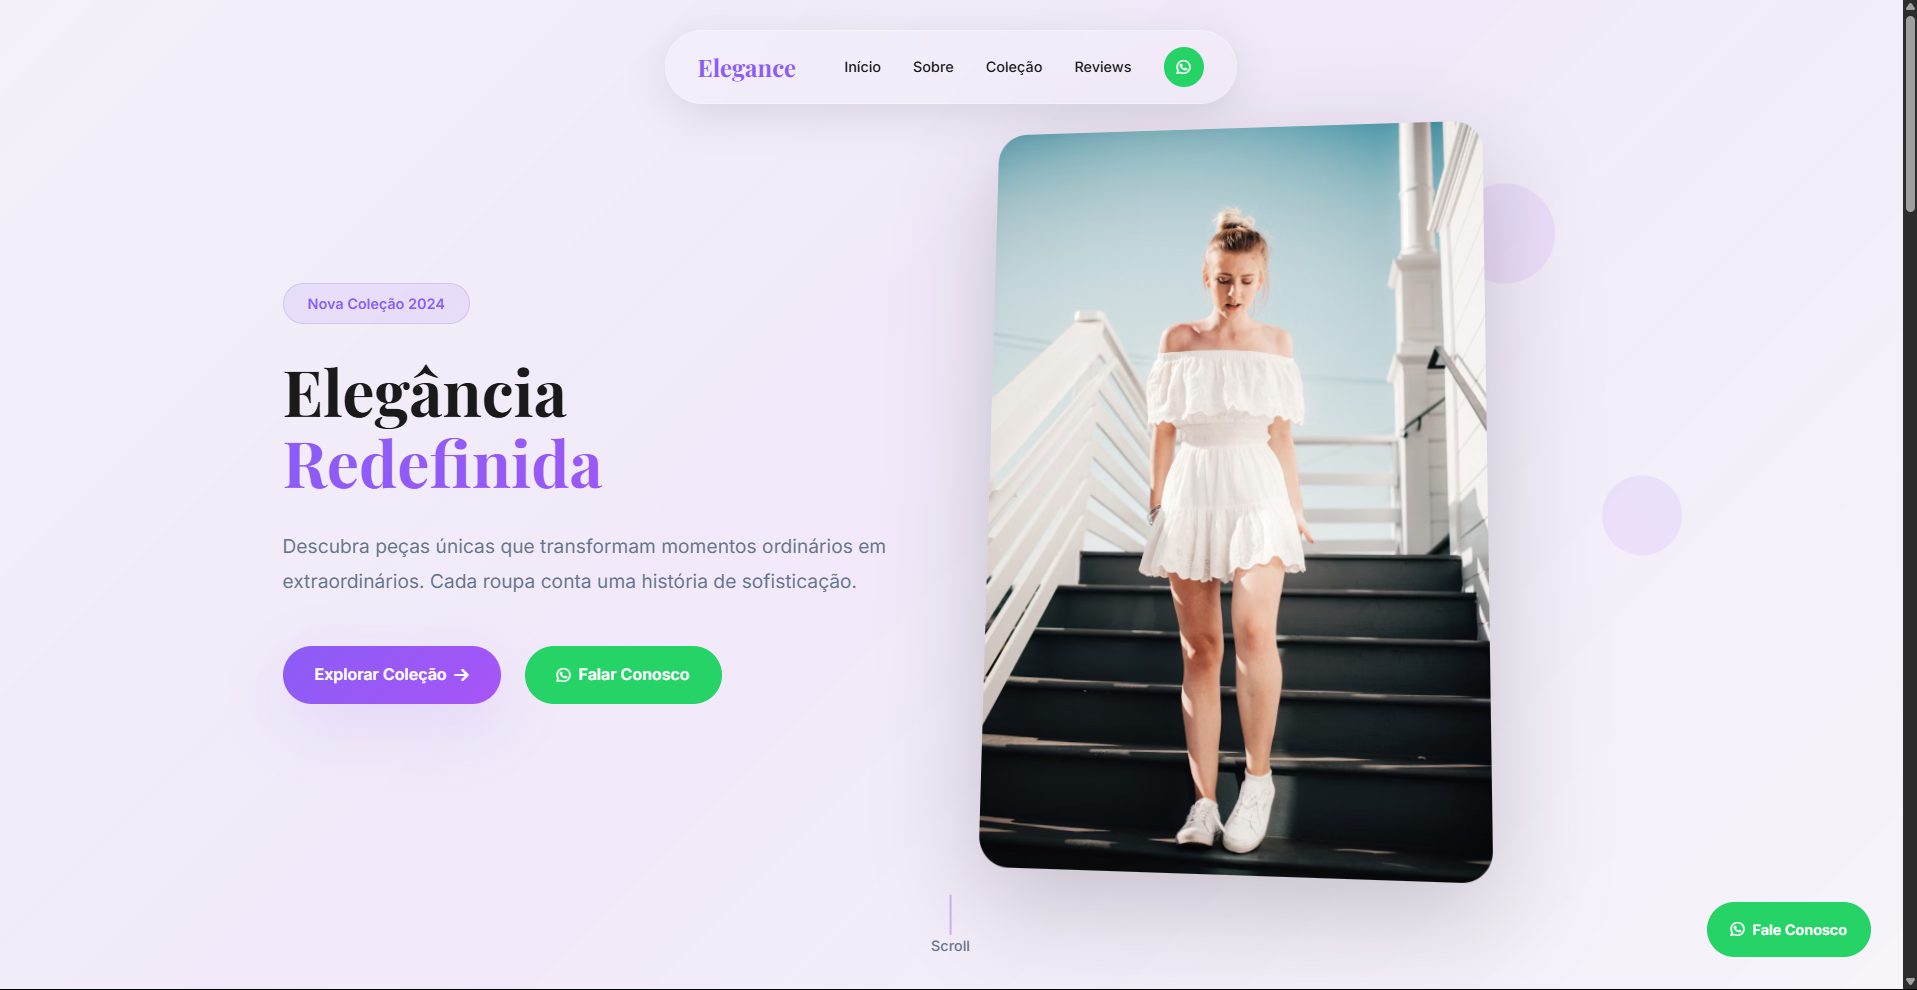 Elegance
Início
Sobre
Coleção
Reviews
Nova Coleção 2024
Elegância
Redefinida
Descubra peças únicas que transformam momentos ordinários em
extraordinários. Cada roupa conta uma história de sofisticação.
Explorar Coleção →
Falar Conosco
Scroll
Fale Conosco